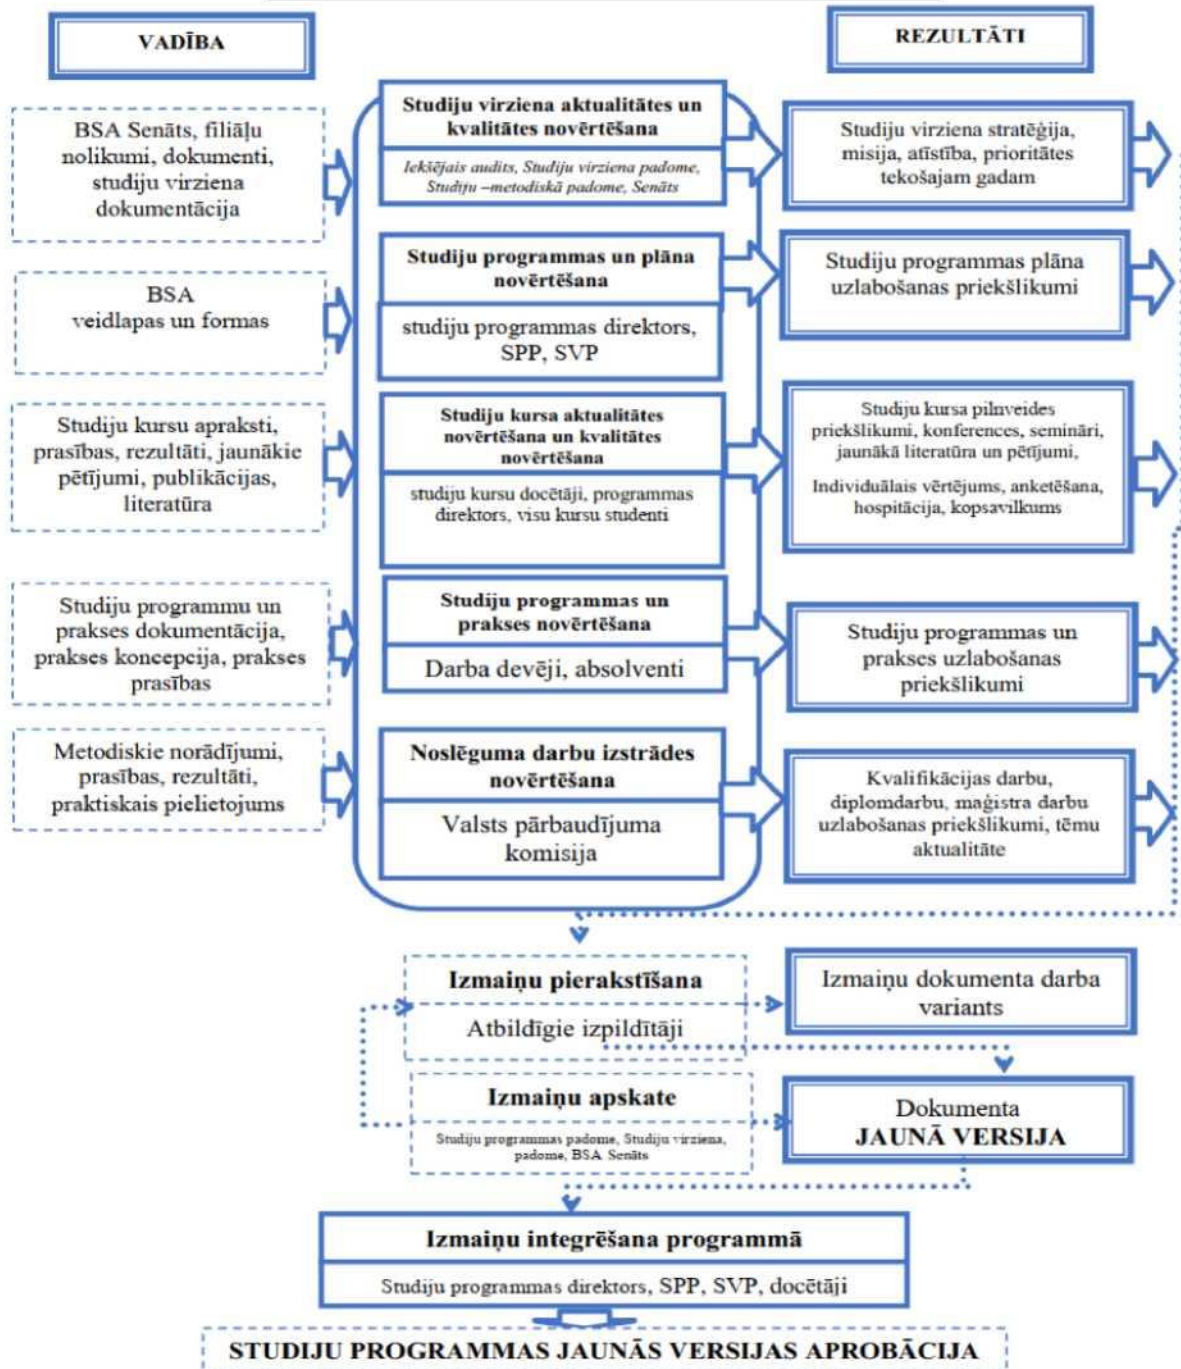 VADĪBA
REZULTĀTI
BSA Senāts, filiāļu
nolikumi, dokumenti,
studiju virziena
dokumentācija
Studiju virziena aktualitātes un
kvalitātes novērtēšana
Iekšējais audits, Studiju virziena padome,
Studiju –metodiskā padome, Senāts
Studiju virziena stratēģija,
misija, atīstība, prioritātes
tekošajam gadam
BSA
veidlapas un formas
Studiju programmas un plāna
novērtēšana
studiju programmas direktors,
SPP, SVP
Studiju programmas plāna
uzlabošanas priekšlikumi
Studiju kursu apraksti,
prasības, rezultāti, jaunākie
pētījumi, publikācijas,
literatūra
Studiju kursa aktualitātes
novērtēšana un kvalitātes
novērtēšana
studiju kursu docētāji, programmas
direktors, visu kursu studenti
Studiju kursa pilnveides
priekšlikumi, konferences, semināri,
jaunākā literatūra un pētījumi,
Individuālais vērtējums, anketēšana,
hospitācija, kopsavilkums
Studiju programmu un
prakses dokumentācija,
prakses koncepcija, prakses
prasības
Studiju programmas un
prakses novērtēšana
Darba devēji, absolventi
Studiju programmas un
prakses uzlabošanas
priekšlikumi
Metodiskie norādījumi,
prasības, rezultāti,
praktiskais pielietojums
Noslēguma darbu izstrādes
novērtēšana
Valsts pārbaudījuma
komisija
Kvalifikācijas darbu,
diplomdarbu, maģistra darbu
uzlabošanas priekšlikumi, tēmu
aktualitāte
Izmaiņu pierakstīšana
Atbildīgie izpildītāji
Izmaiņu dokumenta darba
variants
Izmaiņu apskate
Studiju programmas padome, Studiju virziena,
padome, BSA Senāts
Dokumenta
JAUNĀ VERSIJA
Izmaiņu integrēšana programmā
Studiju programmas direktors, SPP, SVP, docētāji
STUDIJU PROGRAMMAS JAUNĀS VERSIJAS APROBĀCIJA